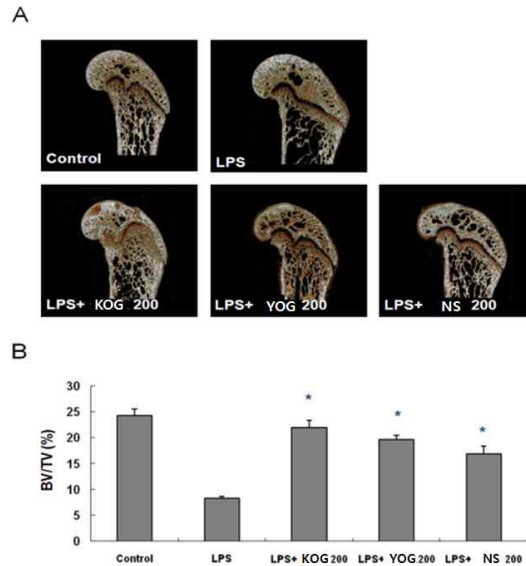 A
Control
LPS
LPS+ KOG 200
LPS+ YOG 200
LPS+ NS 200
B
BV/TV (%)
30
25
20
15
10
5
0
* * *
Control LPS LPS+ KOG 200 LPS+ YOG 200 LPS+ NS 200